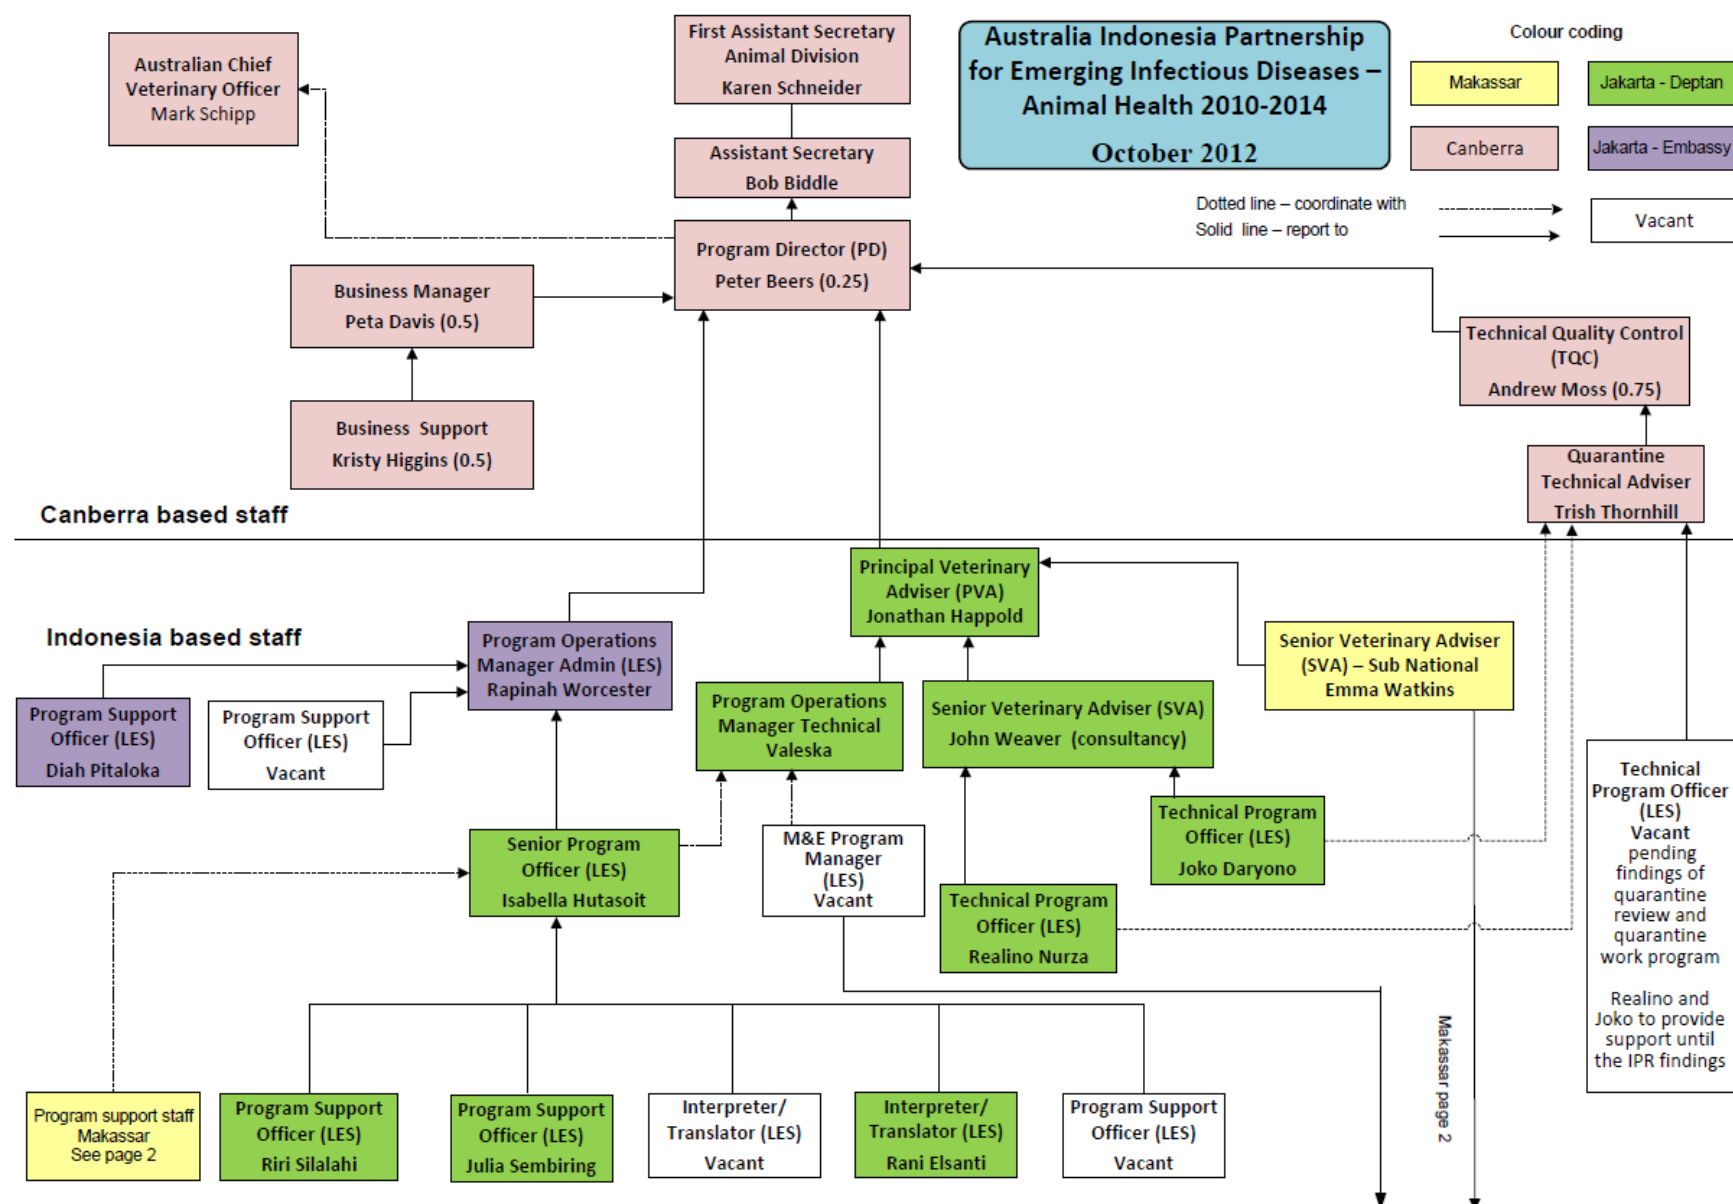 Australian Chief
Veterinary Officer
Mark Schipp
First Assistant Secretary
Animal Division
Karen Schneider
Assistant Secretary
Bob Biddle
Program Director (PD)
Peter Beers (0.25)
Business Manager
Peta Davis (0.5)
Business Support
Kristy Higgins (0.5)
Australia Indonesia Partnership
for Emerging Infectious Diseases –
Animal Health 2010-2014
October 2012
Colour coding
Makassar
Jakarta - Deptan
Canberra
Jakarta - Embassy
Dotted line – coordinate with
Solid line – report to
Vacant
Technical Quality Control
(TQC)
Andrew Moss (0.75)
Quarantine
Technical Adviser
Trish Thornhill
Canberra based staff
Indonesia based staff
Principal Veterinary
Adviser (PVA)
Jonathan Happold
Program Operations
Manager Admin (LES)
Rapinah Worcester
Senior Veterinary Adviser
(SVA) – Sub National
Emma Watkins
Program Support
Officer (LES)
Diah Pitaloka
Program Support
Officer (LES)
Vacant
Program Operations
Manager Technical
Valeska
Senior Veterinary Adviser (SVA)
John Weaver (consultancy)
Technical
Program Officer
(LES)
Vacant
pending
findings of
quarantine
review and
quarantine
work program
Realino and
Joko to provide
support until
the IPR findings
Technical Program
Officer (LES)
Joko Daryono
Senior Program
Officer (LES)
Isabella Hutasoit
M&E Program
Manager
(LES)
Vacant
Technical Program
Officer (LES)
Realino Nurza
Makassar page 2
Program support staff
Makassar
See page 2
Program Support
Officer (LES)
Riri Silalahi
Program Support
Officer (LES)
Julia Sembiring
Interpreter/
Translator (LES)
Vacant
Interpreter/
Translator (LES)
Rani Elsanti
Program Support
Officer (LES)
Vacant